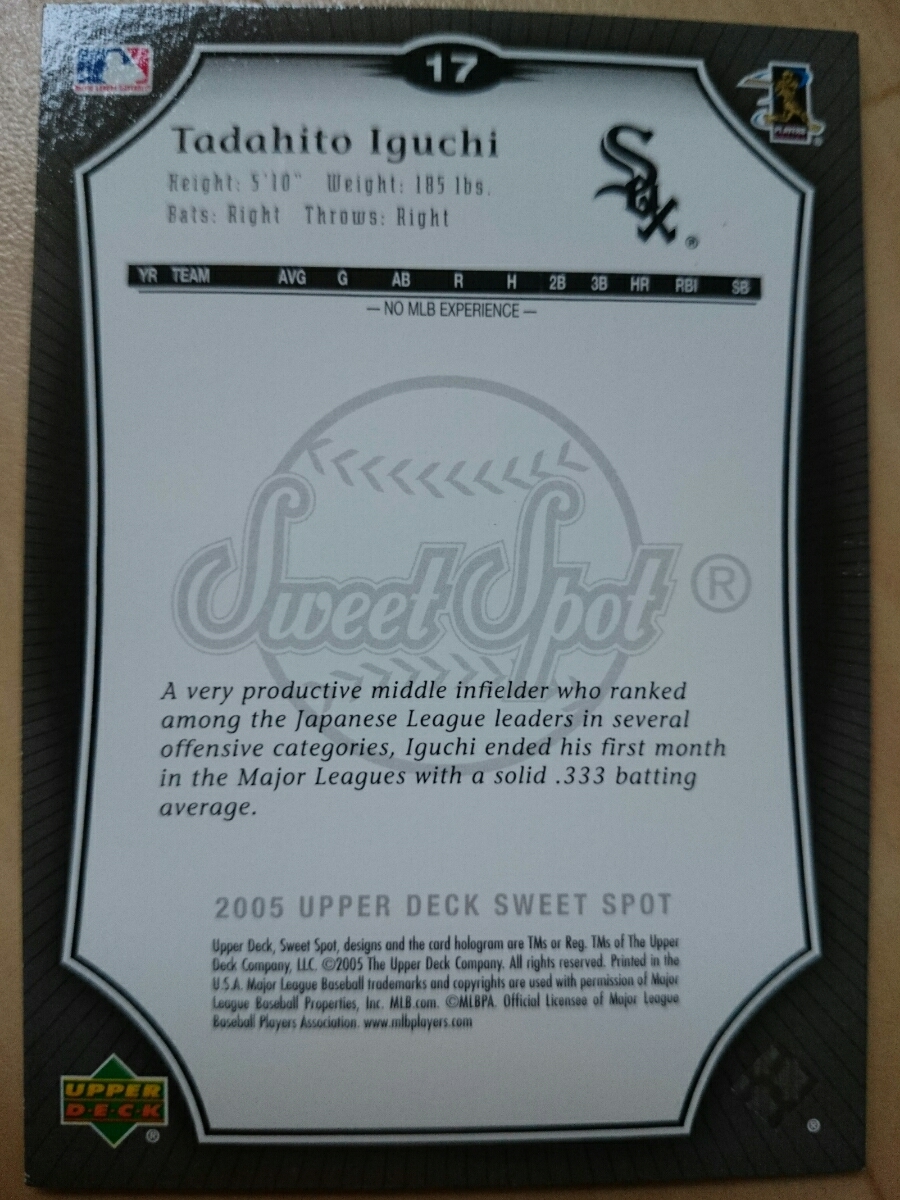 17
Tadahito Iguchi
Height: 5'10" Weight: 185 lbs.
Bats: Right Throws: Right
Sox ®
YR TEAM AVG G AB R H 2B 3B HR RBI SB
— NO MLB EXPERIENCE —
Sweet Spot ®
A very productive middle infielder who ranked
among the Japanese League leaders in several
offensive categories, Iguchi ended his first month
in the Major Leagues with a solid .333 batting
average.
2005 UPPER DECK SWEET SPOT
Upper Deck, Sweet Spot, designs and the card hologram are TMs or Reg. TMs of The Upper
Deck Company, LLC. ©2005 The Upper Deck Company. All rights reserved. Printed in the
U.S.A. Major League Baseball trademarks and copyrights are used with permission of Major
League Baseball Properties, Inc. MLB.com. ©MLBPA. Official Licensee of Major League
Baseball Players Association. www.mlbplayers.com
UPPER
D·E·C·K
®
®